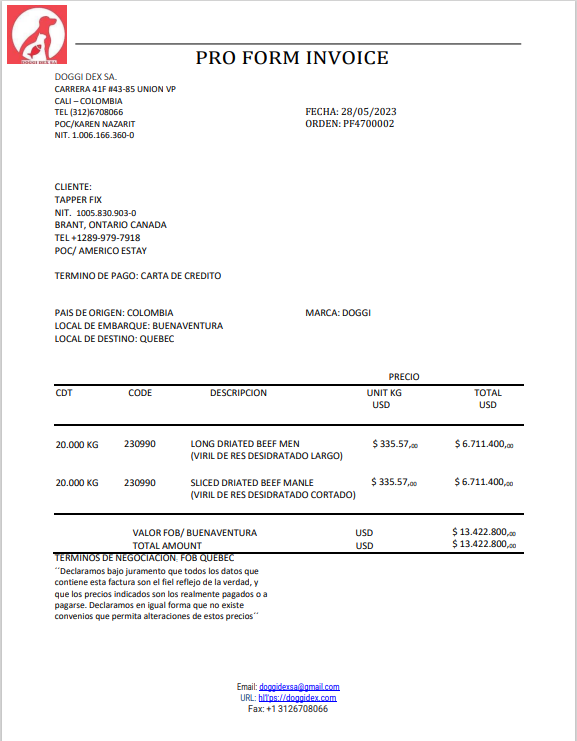 DOGGI DEX SA
PRO FORM INVOICE
DOGGI DEX SA.
CARRERA 41F #43-85 UNION VP
CALI – COLOMBIA
TEL (312)6708066
POC/KAREN NAZARIT
NIT. 1.006.166.360-0
FECHA: 28/05/2023
ORDEN: PF4700002
CLIENTE:
TAPPER FIX
NIT. 1005.830.903-0
BRANT, ONTARIO CANADA
TEL +1289-979-7918
POC/ AMERICO ESTAY
TERMINO DE PAGO: CARTA DE CREDITO
PAIS DE ORIGEN: COLOMBIA MARCA: DOGGI
LOCAL DE EMBARQUE: BUENAVENTURA
LOCAL DE DESTINO: QUEBEC
PRECIO
CDT CODE DESCRIPCION UNIT KG TOTAL
USD USD
20.000 KG 230990 LONG DRIATED BEEF MEN $ 335.57,00 $ 6.711.400,00
(VIRIL DE RES DESIDRATADO LARGO)
20.000 KG 230990 SLICED DRIATED BEEF MANLE $ 335.57,00 $ 6.711.400,00
(VIRIL DE RES DESIDRATADO CORTADO)
VALOR FOB/ BUENAVENTURA USD $ 13.422.800,00
TOTAL AMOUNT USD $ 13.422.800,00
TERMINOS DE NEGOCIACION. FOB QUEBEC
´´Declaramos bajo juramento que todos los datos que
contiene esta factura son el fiel reflejo de la verdad, y
que los precios indicados son los realmente pagados o a
pagarse. Declaramos en igual forma que no existe
convenios que permita alteraciones de estos precios´´
Email: doggidexsa@gmail.com
URL: hl1'ps://doggidex.com
Fax: +1 3126708066